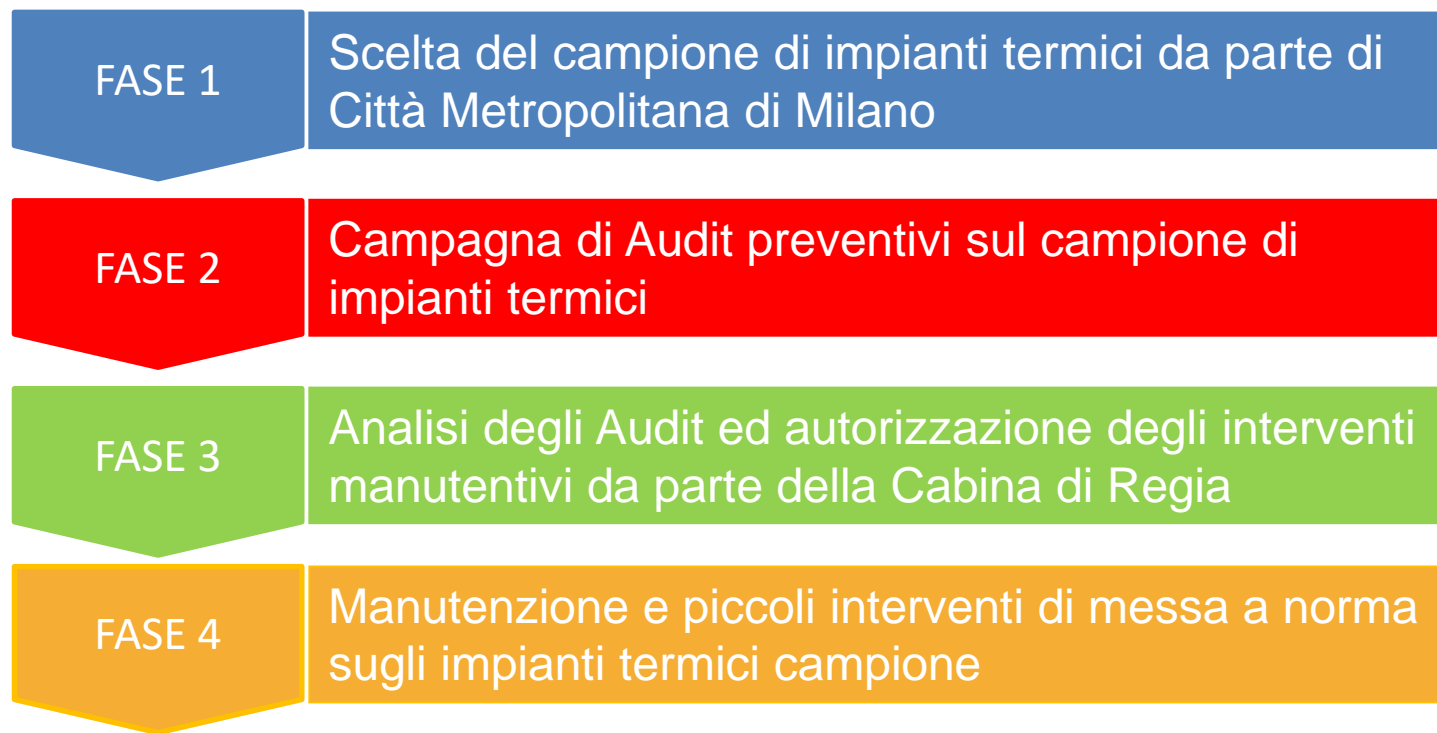 FASE 1
Scelta del campione di impianti termici da parte di
Città Metropolitana di Milano
FASE 2
Campagna di Audit preventivi sul campione di
impianti termici
FASE 3
Analisi degli Audit ed autorizzazione degli interventi
manutentivi da parte della Cabina di Regia
FASE 4
Manutenzione e piccoli interventi di messa a norma
sugli impianti termici campione